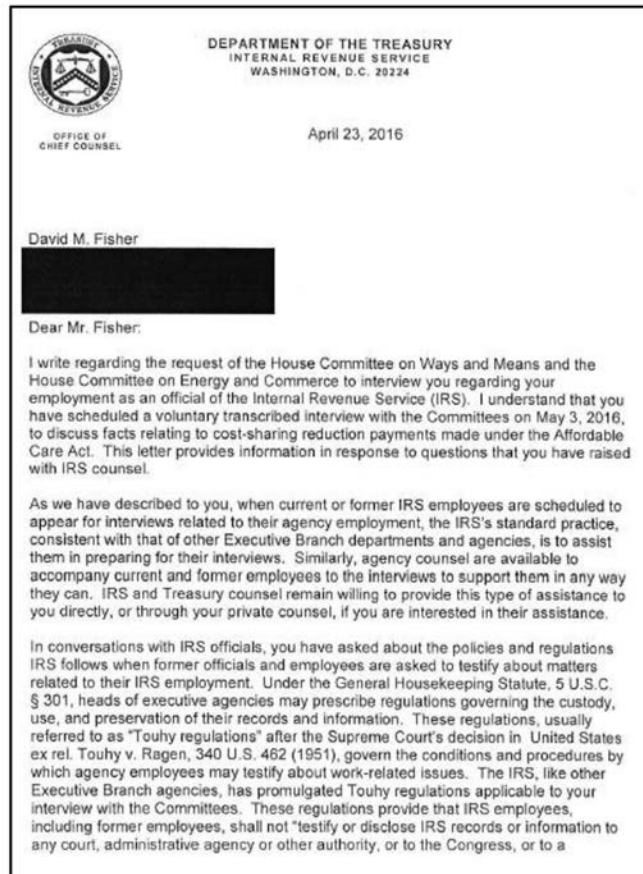 DEPARTMENT OF THE TREASURY
INTERNAL REVENUE SERVICE
WASHINGTON, D.C. 20224
TREASURY
INTERNAL REVENUE SERVICE
OFFICE OF
CHIEF COUNSEL
April 23, 2016
David M. Fisher
Dear Mr. Fisher:
I write regarding the request of the House Committee on Ways and Means and the
House Committee on Energy and Commerce to interview you regarding your
employment as an official of the Internal Revenue Service (IRS). I understand that you
have scheduled a voluntary transcribed interview with the Committees on May 3, 2016,
to discuss facts relating to cost-sharing reduction payments made under the Affordable
Care Act. This letter provides information in response to questions that you have raised
with IRS counsel.
As we have described to you, when current or former IRS employees are scheduled to
appear for interviews related to their agency employment, the IRS's standard practice,
consistent with that of other Executive Branch departments and agencies, is to assist
them in preparing for their interviews. Similarly, agency counsel are available to
accompany current and former employees to the interviews to support them in any way
they can. IRS and Treasury counsel remain willing to provide this type of assistance to
you directly, or through your private counsel, if you are interested in their assistance.
In conversations with IRS officials, you have asked about the policies and regulations
IRS follows when former officials and employees are asked to testify about matters
related to their IRS employment. Under the General Housekeeping Statute, 5 U.S.C.
§ 301, heads of executive agencies may prescribe regulations governing the custody,
use, and preservation of their records and information. These regulations, usually
referred to as "Touhy regulations" after the Supreme Court's decision in United States
ex rel. Touhy v. Ragen, 340 U.S. 462 (1951), govern the conditions and procedures by
which agency employees may testify about work-related issues. The IRS, like other
Executive Branch agencies, has promulgated Touhy regulations applicable to your
interview with the Committees. These regulations provide that IRS employees,
including former employees, shall not "testify or disclose IRS records or information to
any court, administrative agency or other authority, or to the Congress, or to a